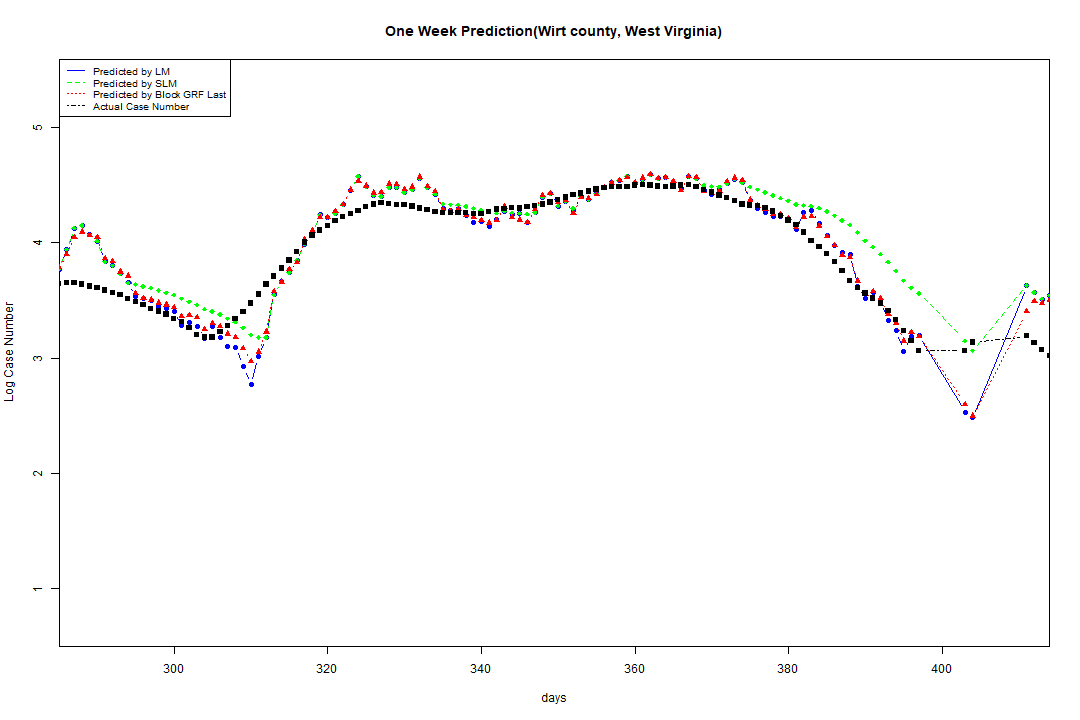 One Week Prediction(Wirt county, West Virginia)
Predicted by LM
Predicted by SLM
Predicted by Block GRF Last
Actual Case Number
5
4
3
2
1
Log Case Number
300 320 340 360 380 400
days